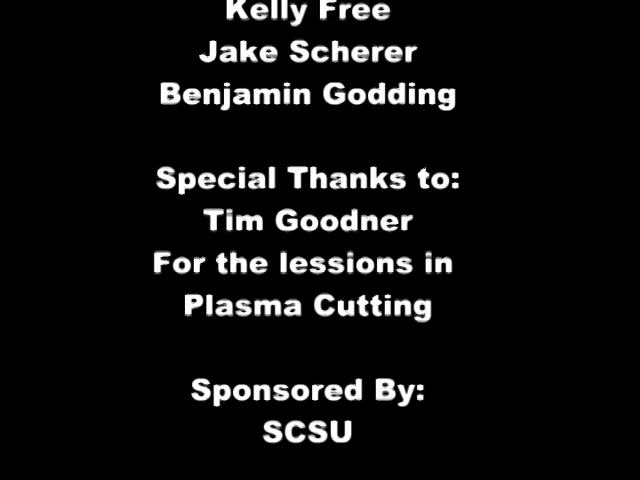 Kelly Free
Jake Scherer
Benjamin Godding
Special Thanks to:
Tim Goodner
For the lessions in
Plasma Cutting
Sponsored By:
SCSU